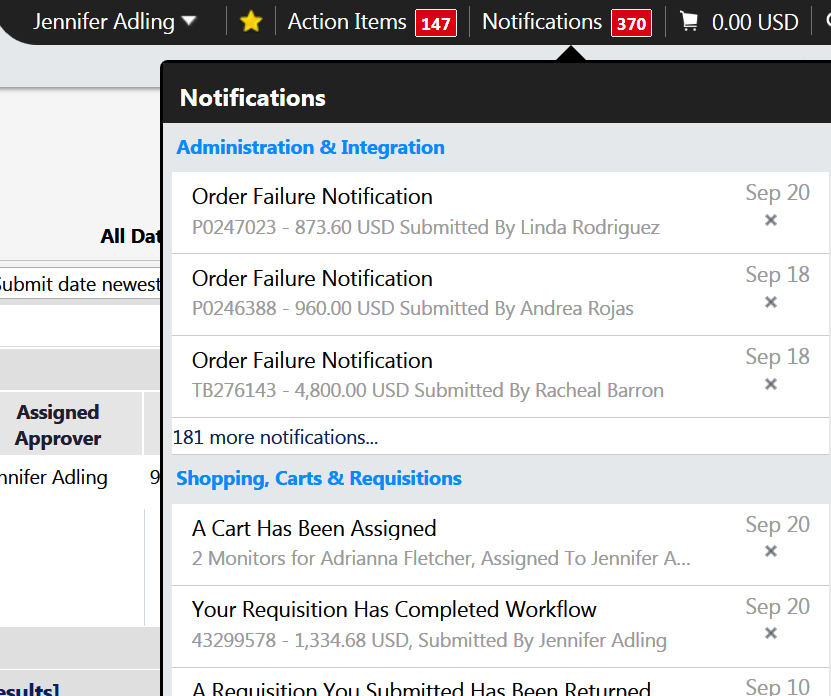 Jennifer Adling Action Items 147 Notifications 370 0.00 USD
Notifications
Administration & Integration
Order Failure Notification Sep 20
P0247023 - 873.60 USD Submitted By Linda Rodriguez
Order Failure Notification Sep 18
P0246388 - 960.00 USD Submitted By Andrea Rojas
Order Failure Notification Sep 18
TB276143 - 4,800.00 USD Submitted By Racheal Barron
181 more notifications...
Shopping, Carts & Requisitions
A Cart Has Been Assigned Sep 20
2 Monitors for Adrianna Fletcher, Assigned To Jennifer A...
Your Requisition Has Completed Workflow Sep 20
43299578 - 1,334.68 USD, Submitted By Jennifer Adling
A Requisition You Submitted Has Been Returned Sep 10
All Dat
ubmit date newest
Assigned
Approver
nnifer Adling 9
esults]